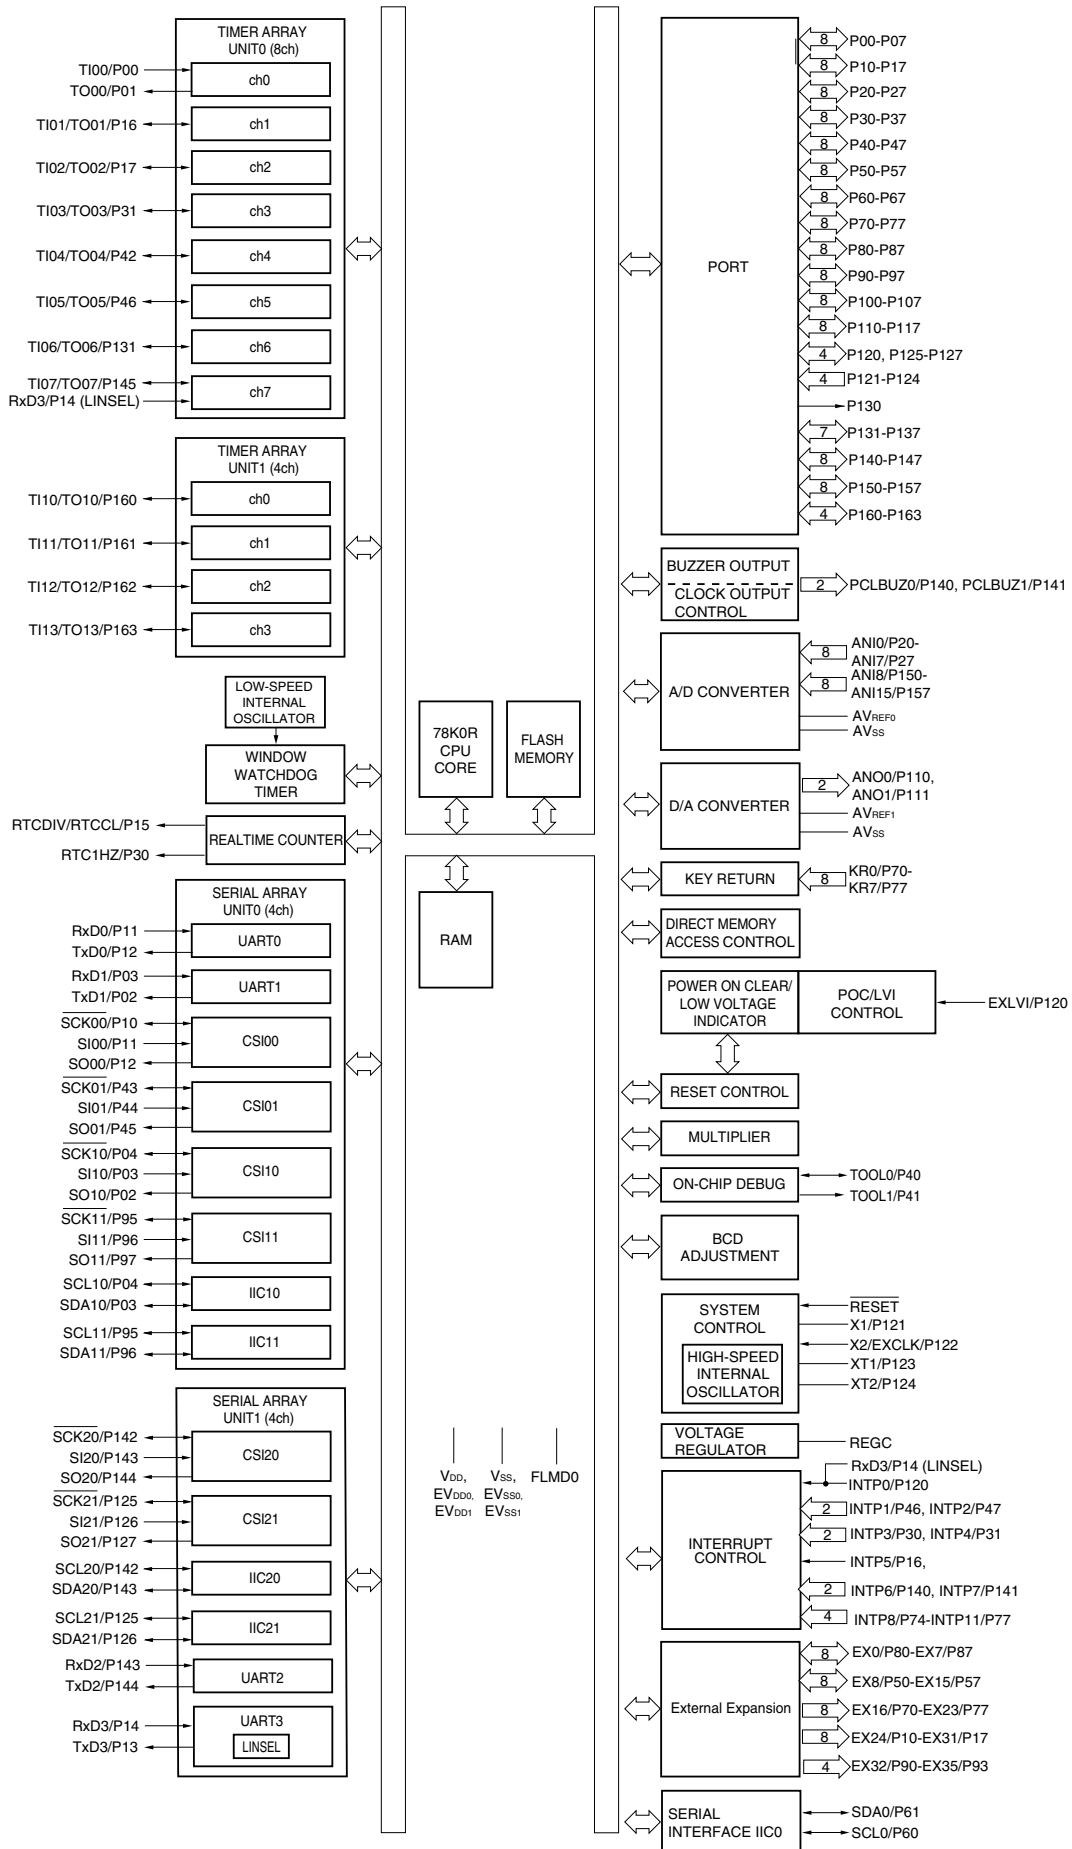 TIMER ARRAY
UNIT0 (8ch)
TI00/P00
TO00/P01
ch0
TI01/TO01/P16
ch1
TI02/TO02/P17
ch2
TI03/TO03/P31
ch3
TI04/TO04/P42
ch4
TI05/TO05/P46
ch5
TI06/TO06/P131
ch6
TI07/TO07/P145
RxD3/P14 (LINSEL)
ch7
TIMER ARRAY
UNIT1 (4ch)
TI10/TO10/P160
ch0
TI11/TO11/P161
ch1
TI12/TO12/P162
ch2
TI13/TO13/P163
ch3
LOW-SPEED
INTERNAL
OSCILLATOR
WINDOW
WATCHDOG
TIMER
RTCDIV/RTCCL/P15
RTC1HZ/P30
REALTIME COUNTER
SERIAL ARRAY
UNIT0 (4ch)
RxD0/P11
TxD0/P12
UART0
RxD1/P03
TxD1/P02
UART1
SCK00/P10
SI00/P11
SO00/P12
CSI00
SCK01/P43
SI01/P44
SO01/P45
CSI01
SCK10/P04
SI10/P03
SO10/P02
CSI10
SCK11/P95
SI11/P96
SO11/P97
CSI11
SCL10/P04
SDA10/P03
IIC10
SCL11/P95
SDA11/P96
IIC11
SERIAL ARRAY
UNIT1 (4ch)
SCK20/P142
SI20/P143
SO20/P144
CSI20
SCK21/P125
SI21/P126
SO21/P127
CSI21
SCL20/P142
SDA20/P143
IIC20
SCL21/P125
SDA21/P126
IIC21
RxD2/P143
TxD2/P144
UART2
RxD3/P14
TxD3/P13
UART3
LINSEL
78K0R
CPU
CORE
FLASH
MEMORY
RAM
VDD,
EVDD0,
EVDD1
VSS,
EVSS0,
EVSS1
FLMD0
PORT
8 P00-P07
8 P10-P17
8 P20-P27
8 P30-P37
8 P40-P47
8 P50-P57
8 P60-P67
8 P70-P77
8 P80-P87
8 P90-P97
8 P100-P107
8 P110-P117
4 P120, P125-P127
4 P121-P124
P130
7 P131-P137
8 P140-P147
8 P150-P157
4 P160-P163
BUZZER OUTPUT
CLOCK OUTPUT
CONTROL
2 PCLBUZ0/P140, PCLBUZ1/P141
A/D CONVERTER
8 ANI0/P20-
ANI7/P27
8 ANI8/P150-
ANI15/P157
AVREF0
AVSS
D/A CONVERTER
2 ANO0/P110,
ANO1/P111
AVREF1
AVSS
KEY RETURN
8 KR0/P70-
KR7/P77
DIRECT MEMORY
ACCESS CONTROL
POWER ON CLEAR/
LOW VOLTAGE
INDICATOR
POC/LVI
CONTROL
EXLVI/P120
RESET CONTROL
MULTIPLIER
ON-CHIP DEBUG
TOOL0/P40
TOOL1/P41
BCD
ADJUSTMENT
SYSTEM
CONTROL
HIGH-SPEED
INTERNAL
OSCILLATOR
RESET
X1/P121
X2/EXCLK/P122
XT1/P123
XT2/P124
VOLTAGE
REGULATOR
REGC
INTERRUPT
CONTROL
RxD3/P14 (LINSEL)
INTP0/P120
2 INTP1/P46, INTP2/P47
2 INTP3/P30, INTP4/P31
INTP5/P16,
2 INTP6/P140, INTP7/P141
4 INTP8/P74-INTP11/P77
External Expansion
8 EX0/P80-EX7/P87
8 EX8/P50-EX15/P57
8 EX16/P70-EX23/P77
8 EX24/P10-EX31/P17
4 EX32/P90-EX35/P93
SERIAL
INTERFACE IIC0
SDA0/P61
SCL0/P60